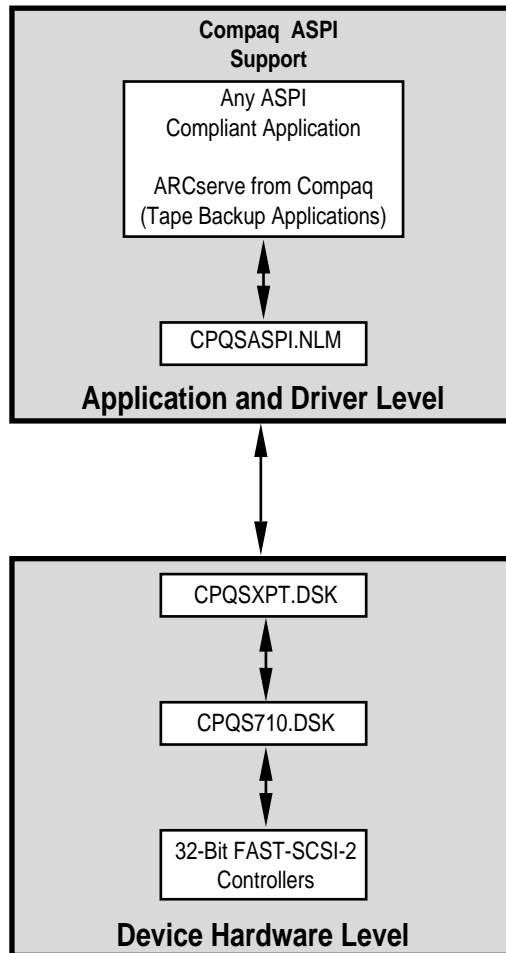 Compaq ASPI
Support
Any ASPI
Compliant Application
ARCserve from Compaq
(Tape Backup Applications)
CPQSASPI.NLM
Application and Driver Level
CPQSXPT.DSK
CPQS710.DSK
32-Bit FAST-SCSI-2
Controllers
Device Hardware Level